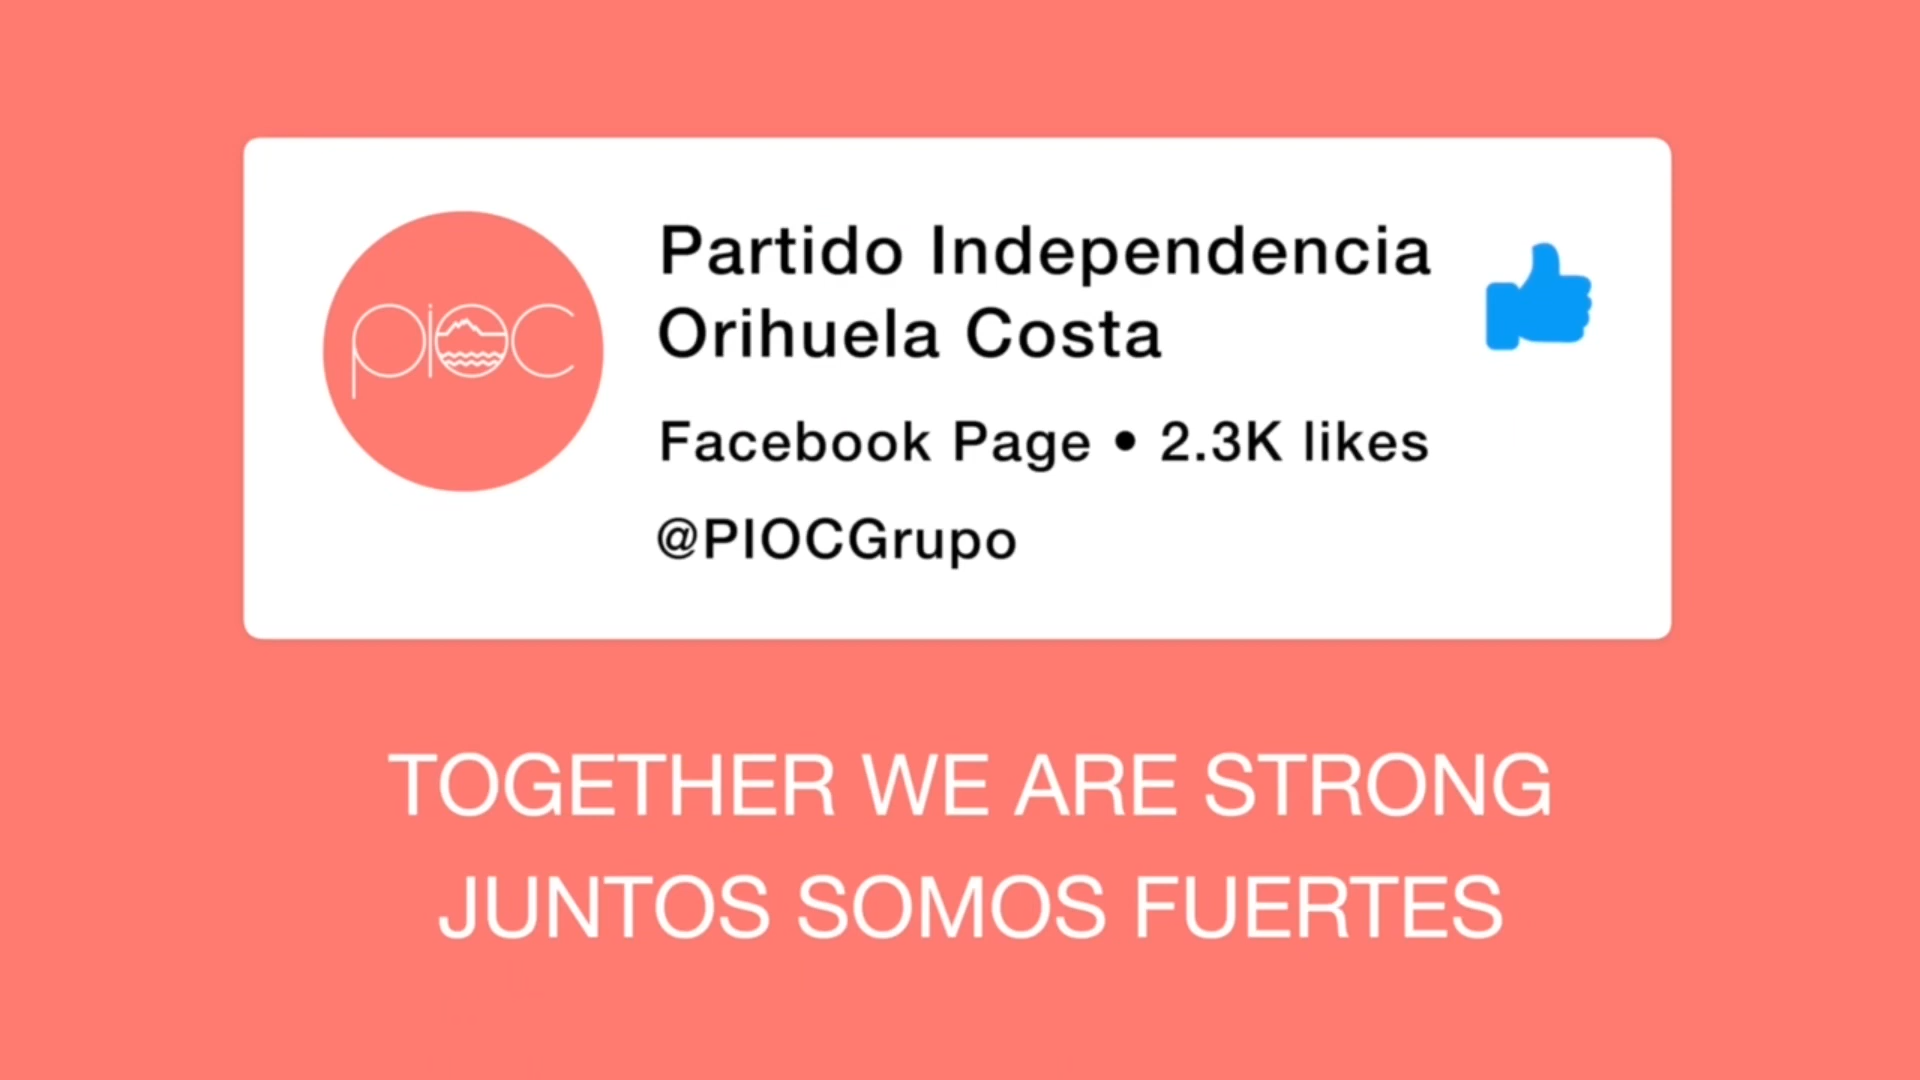 pioc
Partido Independencia
Orihuela Costa
Facebook Page • 2.3K likes
@PIOCGrupo
TOGETHER WE ARE STRONG
JUNTOS SOMOS FUERTES